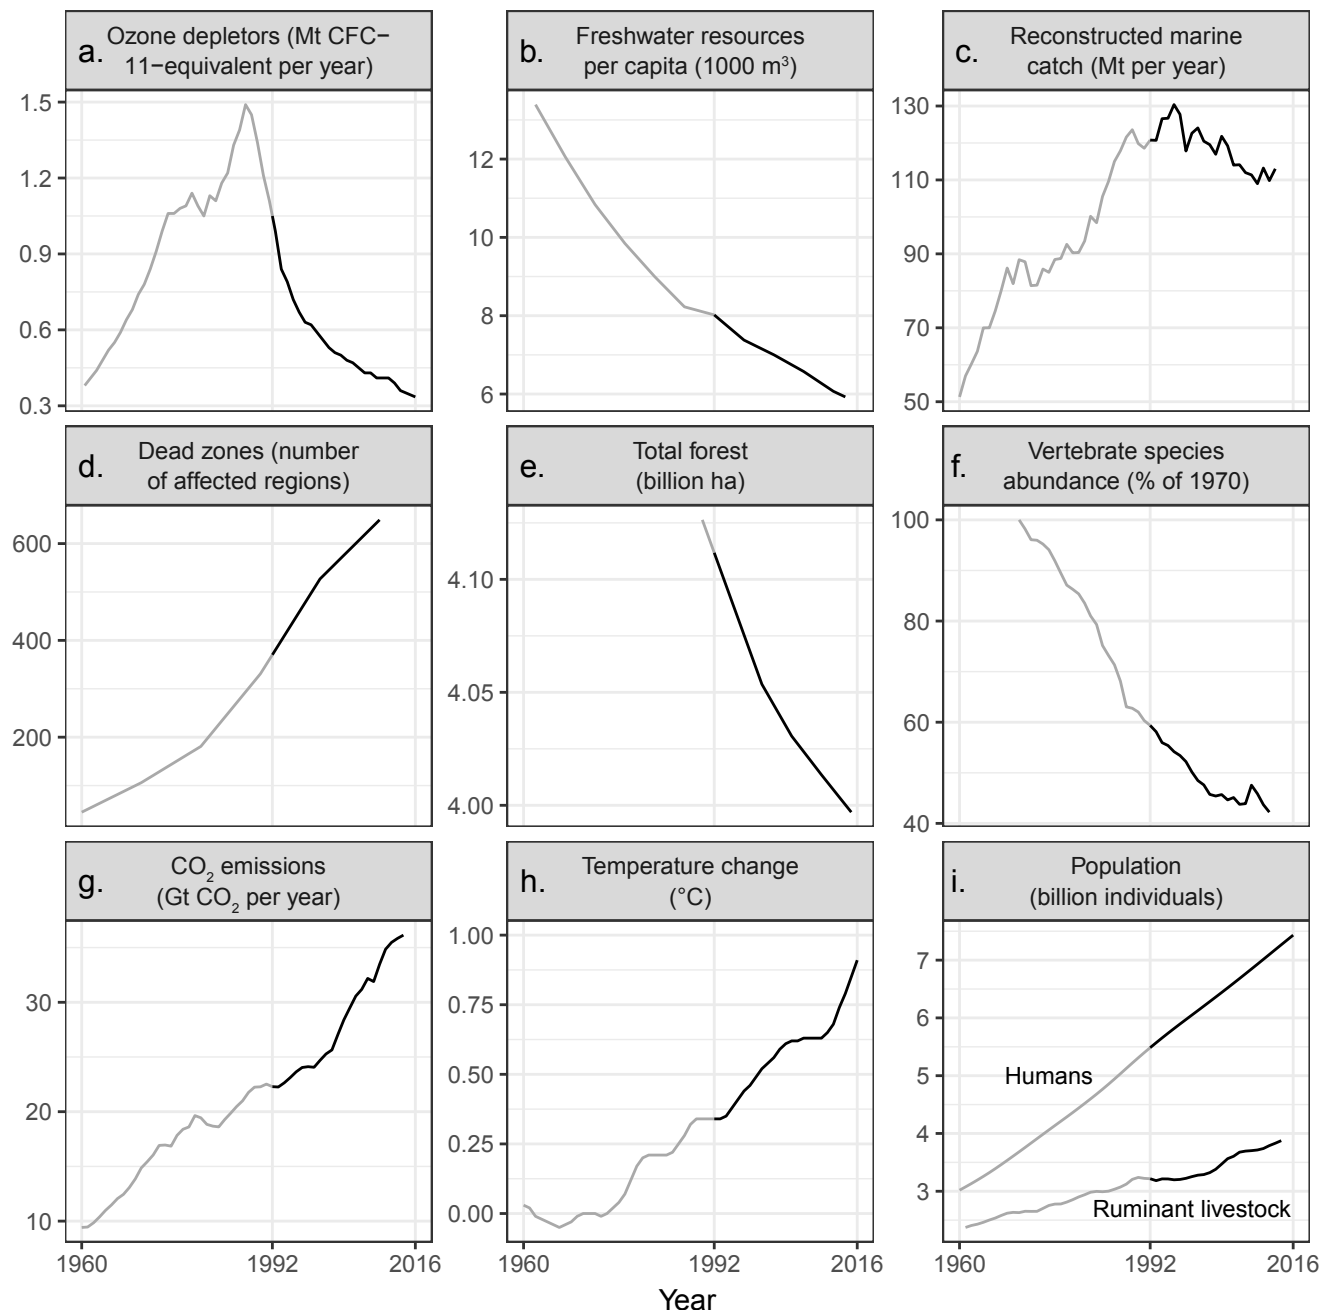 a.
Ozone depletors (Mt CFC−
11−equivalent per year)
b.
Freshwater resources
per capita (1000 m³)
c.
Reconstructed marine
catch (Mt per year)
1.5
1.2
0.9
0.6
0.3
12
10
8
6
130
110
90
70
50
d.
Dead zones (number
of affected regions)
e.
Total forest
(billion ha)
f.
Vertebrate species
abundance (% of 1970)
600
400
200
4.10
4.05
4.00
100
80
60
40
g.
CO₂ emissions
(Gt CO₂ per year)
h.
Temperature change
(°C)
i.
Population
(billion individuals)
30
20
10
1.00
0.75
0.50
0.25
0.00
7
6
5
4
3
Humans
Ruminant livestock
1960 1992 2016
1960 1992 2016
1960 1992 2016
Year